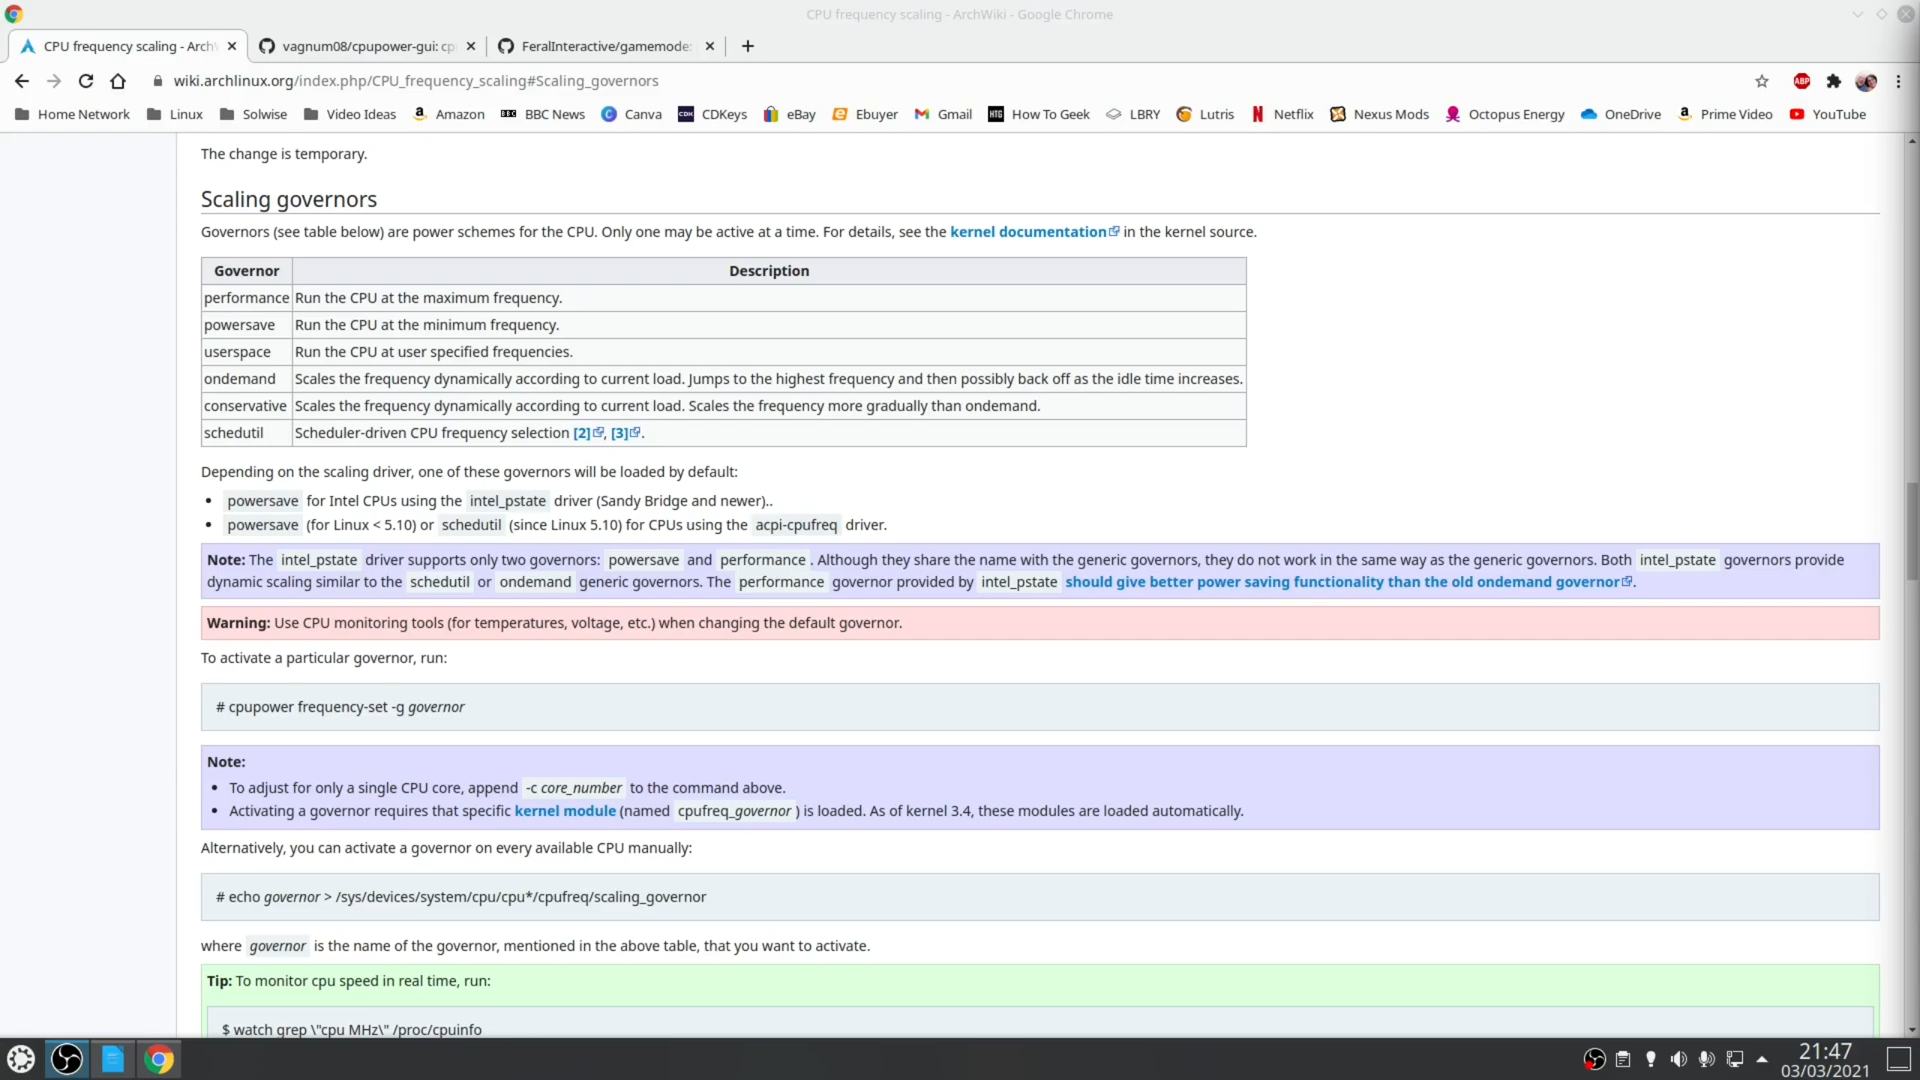 CPU frequency scaling - ArchWiki - Google Chrome
CPU frequency scaling - Arch
vagnum08/cpupower-gui: cp
FeralInteractive/gamemode:
wiki.archlinux.org/index.php/CPU_frequency_scaling#Scaling_governors
ABP
Home Network
Linux
Solwise
Video Ideas
Amazon
BBC News
Canva
CDKeys
eBay
Ebuyer
Gmail
How To Geek
LBRY
Lutris
Netflix
Nexus Mods
Octopus Energy
OneDrive
Prime Video
YouTube
The change is temporary.
Scaling governors
Governors (see table below) are power schemes for the CPU. Only one may be active at a time. For details, see the kernel documentation in the kernel source.
Governor Description
performance Run the CPU at the maximum frequency.
powersave Run the CPU at the minimum frequency.
userspace Run the CPU at user specified frequencies.
ondemand Scales the frequency dynamically according to current load. Jumps to the highest frequency and then possibly back off as the idle time increases.
conservative Scales the frequency dynamically according to current load. Scales the frequency more gradually than ondemand.
schedutil Scheduler-driven CPU frequency selection [2], [3].
Depending on the scaling driver, one of these governors will be loaded by default:
• powersave for Intel CPUs using the intel_pstate driver (Sandy Bridge and newer)..
• powersave (for Linux < 5.10) or schedutil (since Linux 5.10) for CPUs using the acpi-cpufreq driver.
Note: The intel_pstate driver supports only two governors: powersave and performance. Although they share the name with the generic governors, they do not work in the same way as the generic governors. Both intel_pstate governors provide
dynamic scaling similar to the schedutil or ondemand generic governors. The performance governor provided by intel_pstate should give better power saving functionality than the old ondemand governor.
Warning: Use CPU monitoring tools (for temperatures, voltage, etc.) when changing the default governor.
To activate a particular governor, run:
# cpupower frequency-set -g governor
Note:
• To adjust for only a single CPU core, append -c core_number to the command above.
• Activating a governor requires that specific kernel module (named cpufreq_governor) is loaded. As of kernel 3.4, these modules are loaded automatically.
Alternatively, you can activate a governor on every available CPU manually:
# echo governor > /sys/devices/system/cpu/cpu*/cpufreq/scaling_governor
where governor is the name of the governor, mentioned in the above table, that you want to activate.
Tip: To monitor cpu speed in real time, run:
$ watch grep \"cpu MHz\" /proc/cpuinfo
21:47
03/03/2021